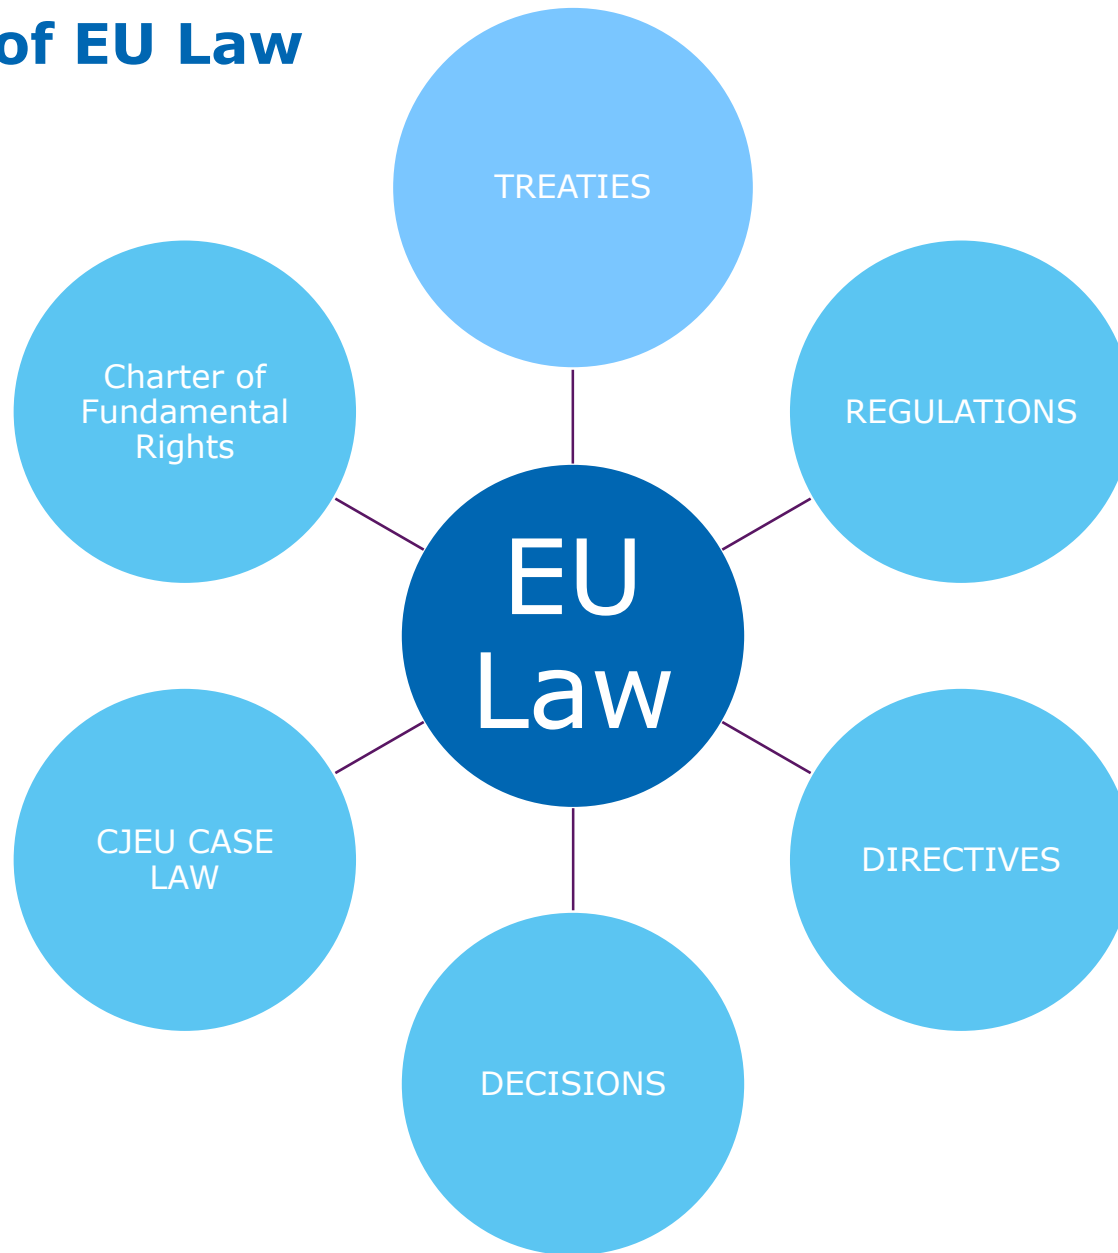 of EU Law
TREATIES
Charter of
Fundamental
Rights
REGULATIONS
EU
Law
CJEU CASE
LAW
DIRECTIVES
DECISIONS